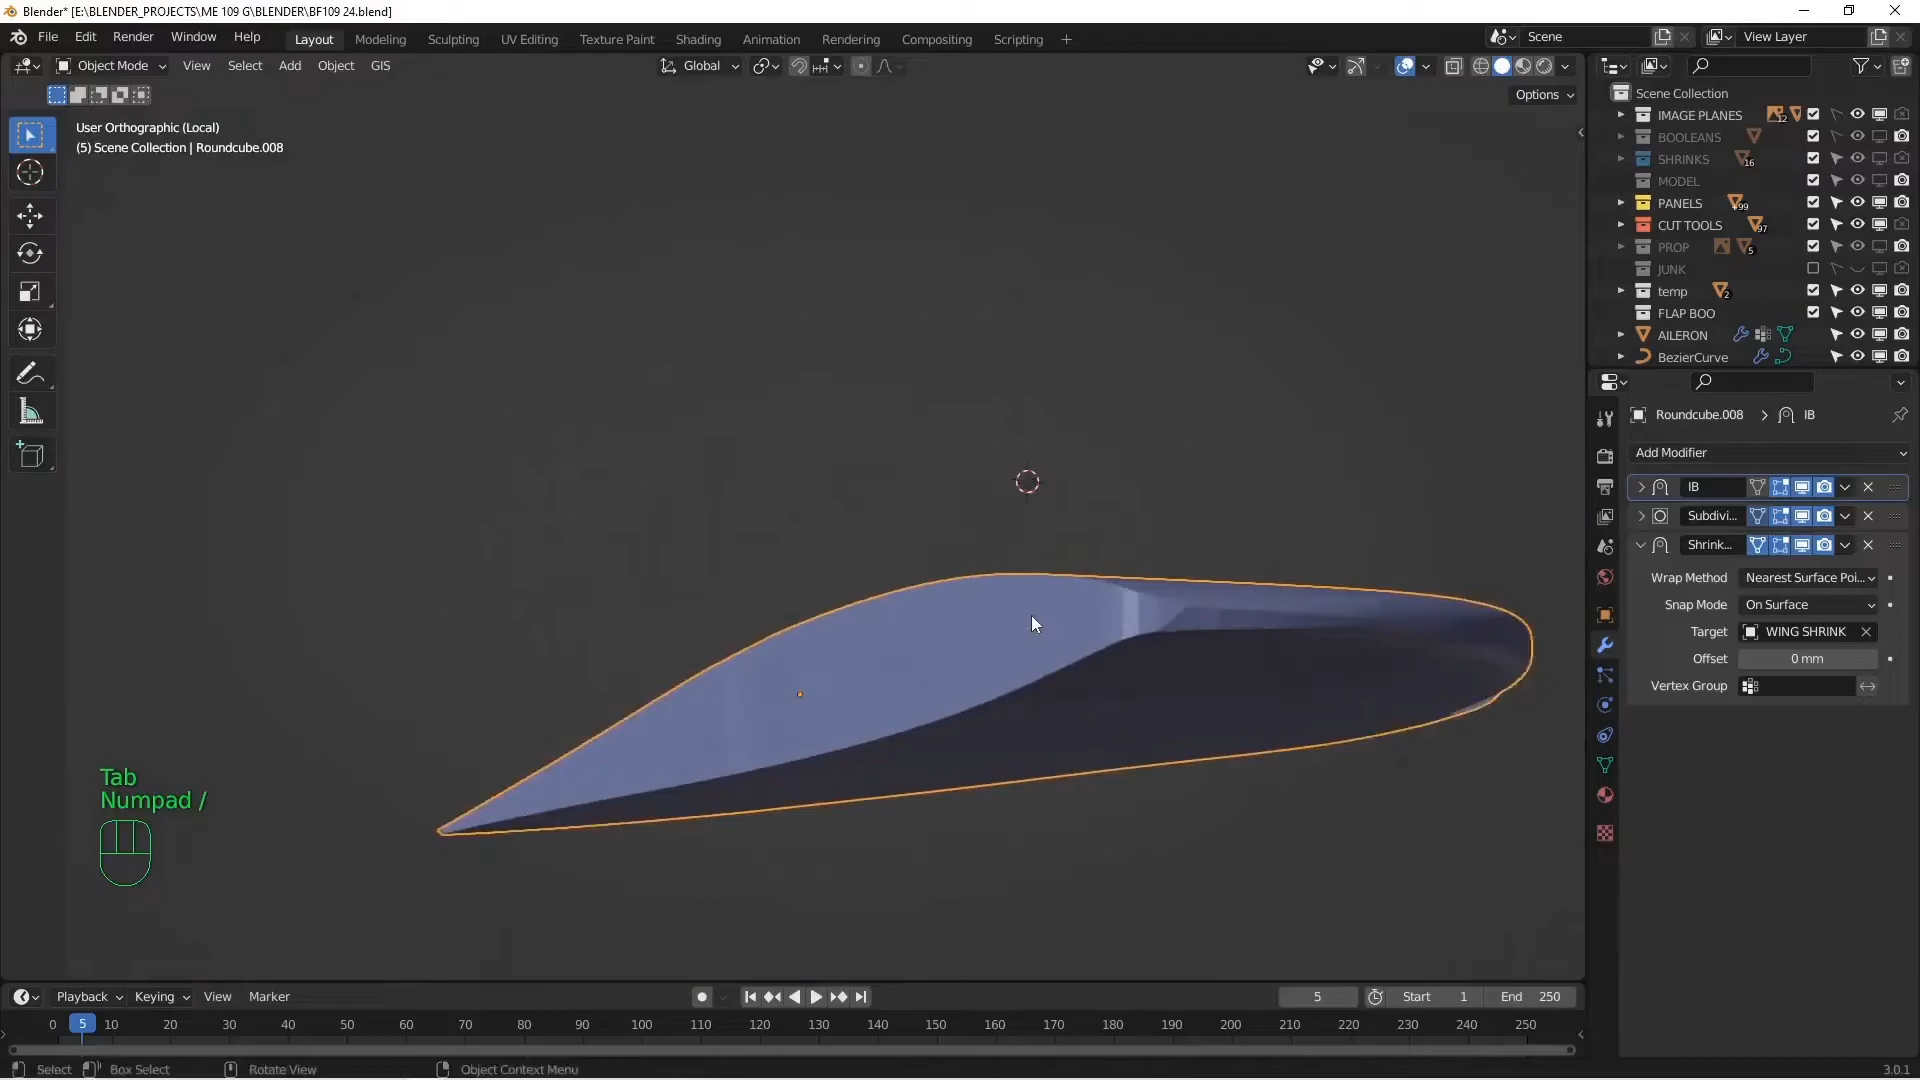 Blender* [E:\BLENDER_PROJECTS\ME 109 G\BLENDER\BF109 24.blend]
File Edit Render Window Help Layout Modeling Sculpting UV Editing Texture Paint Shading Animation Rendering Compositing Scripting + Scene View Layer
Object Mode View Select Add Object GIS Global
Options
User Orthographic (Local)
(5) Scene Collection | Roundcube.008
Scene Collection
IMAGE PLANES 12
BOOLEANS
SHRINKS 16
MODEL
PANELS +99
CUT TOOLS 97
PROP 5
JUNK
temp 2
FLAP BOO
AILERON
BezierCurve
Roundcube.008 > IB
Add Modifier
IB
Subdivi...
Shrink...
Wrap Method Nearest Surface Poi...
Snap Mode On Surface
Target WING SHRINK
Offset 0 mm
Vertex Group
Tab
Numpad /
Playback Keying View Marker 5 Start 1 End 250
0 5 10 20 30 40 50 60 70 80 90 100 110 120 130 140 150 160 170 180 190 200 210 220 230 240 250
Select Box Select Rotate View Object Context Menu 3.0.1